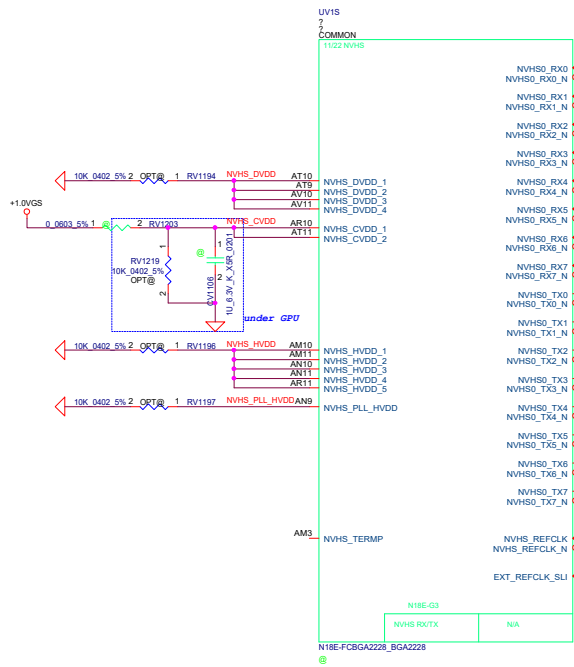 UV1S
?
?
COMMON
11/22 NVHS
NVHS0_RX0
NVHS0_RX0_N
NVHS0_RX1
NVHS0_RX1_N
NVHS0_RX2
NVHS0_RX2_N
NVHS0_RX3
NVHS0_RX3_N
10K_0402_5% 2 OPT@ 1 RV1194 NVHS_DVDD AT10 NVHS_DVDD_1 NVHS0_RX4
AT9 NVHS_DVDD_2 NVHS0_RX4_N
AV10 NVHS_DVDD_3
AV11 NVHS_DVDD_4 NVHS0_RX5
NVHS0_RX5_N
+1.0VGS
0_0603_5% 1 @ 2 RV1203 NVHS_CVDD AR10 NVHS_CVDD_1
AT11 NVHS_CVDD_2 NVHS0_RX6
NVHS0_RX6_N
1
RV1219
10K_0402_5%
OPT@
2
1
@
2
CV1106
1U_6.3V_K_X5R_0201
under GPU
NVHS0_RX7
NVHS0_RX7_N
NVHS0_TX0
NVHS0_TX0_N
NVHS0_TX1
NVHS0_TX1_N
10K_0402_5% 2 OPT@ 1 RV1196 NVHS_HVDD AM10 NVHS_HVDD_1 NVHS0_TX2
AM11 NVHS_HVDD_2 NVHS0_TX2_N
AN10 NVHS_HVDD_3
AN11 NVHS_HVDD_4 NVHS0_TX3
AR11 NVHS_HVDD_5 NVHS0_TX3_N
10K_0402_5% 2 OPT@ 1 RV1197 NVHS_PLL_HVDD AN9 NVHS_PLL_HVDD NVHS0_TX4
NVHS0_TX4_N
NVHS0_TX5
NVHS0_TX5_N
NVHS0_TX6
NVHS0_TX6_N
NVHS0_TX7
NVHS0_TX7_N
AM3 NVHS_TERMP NVHS_REFCLK
NVHS_REFCLK_N
EXT_REFCLK_SLI
N18E-G3
NVHS RX/TX N/A
N18E-FCBGA2228_BGA2228
@